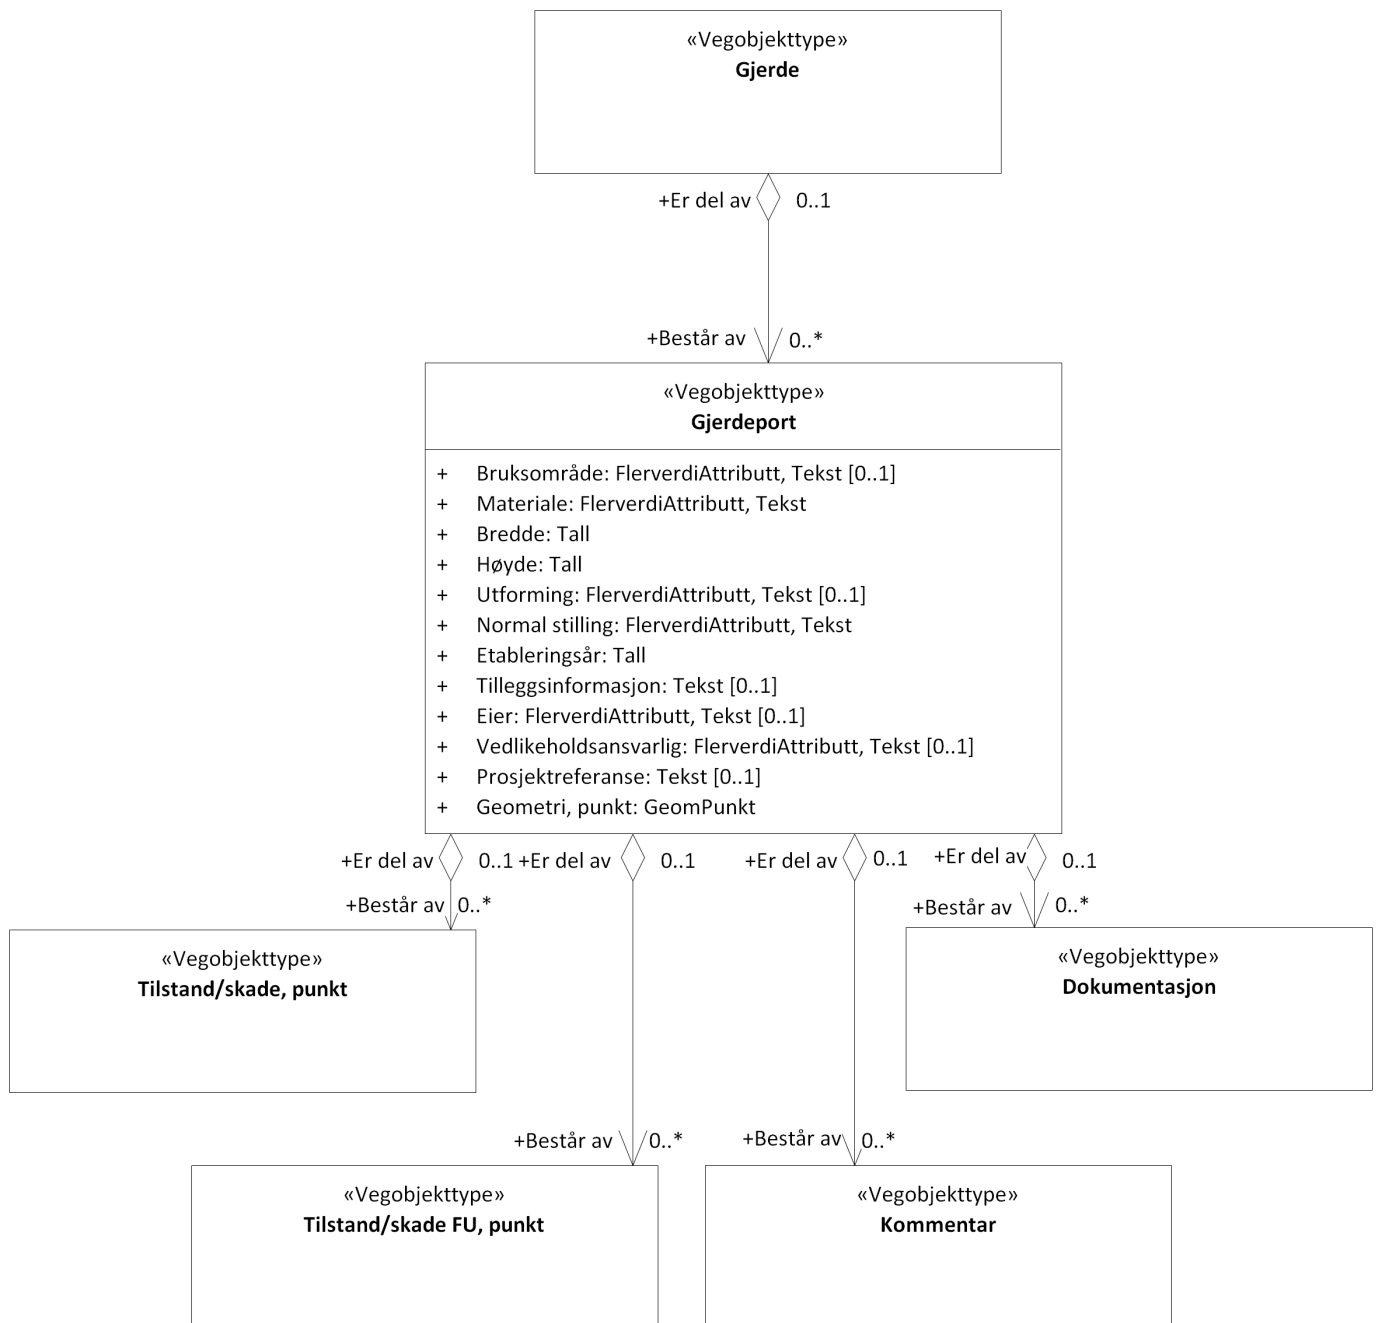 «Vegobjekttype»
Gjerde
+Er del av 0..1
+Består av 0..*
«Vegobjekttype»
Gjerdeport
+ Bruksområde: FlerverdiAttributt, Tekst [0..1]
+ Materiale: FlerverdiAttributt, Tekst
+ Bredde: Tall
+ Høyde: Tall
+ Utforming: FlerverdiAttributt, Tekst [0..1]
+ Normal stilling: FlerverdiAttributt, Tekst
+ Etableringsår: Tall
+ Tilleggsinformasjon: Tekst [0..1]
+ Eier: FlerverdiAttributt, Tekst [0..1]
+ Vedlikeholdsansvarlig: FlerverdiAttributt, Tekst [0..1]
+ Prosjektreferanse: Tekst [0..1]
+ Geometri, punkt: GeomPunkt
+Er del av 0..1 +Er del av 0..1 +Er del av 0..1 +Er del av 0..1
+Består av 0..* +Består av 0..*
«Vegobjekttype»
Tilstand/skade, punkt
«Vegobjekttype»
Dokumentasjon
+Består av 0..* +Består av 0..*
«Vegobjekttype»
Tilstand/skade FU, punkt
«Vegobjekttype»
Kommentar